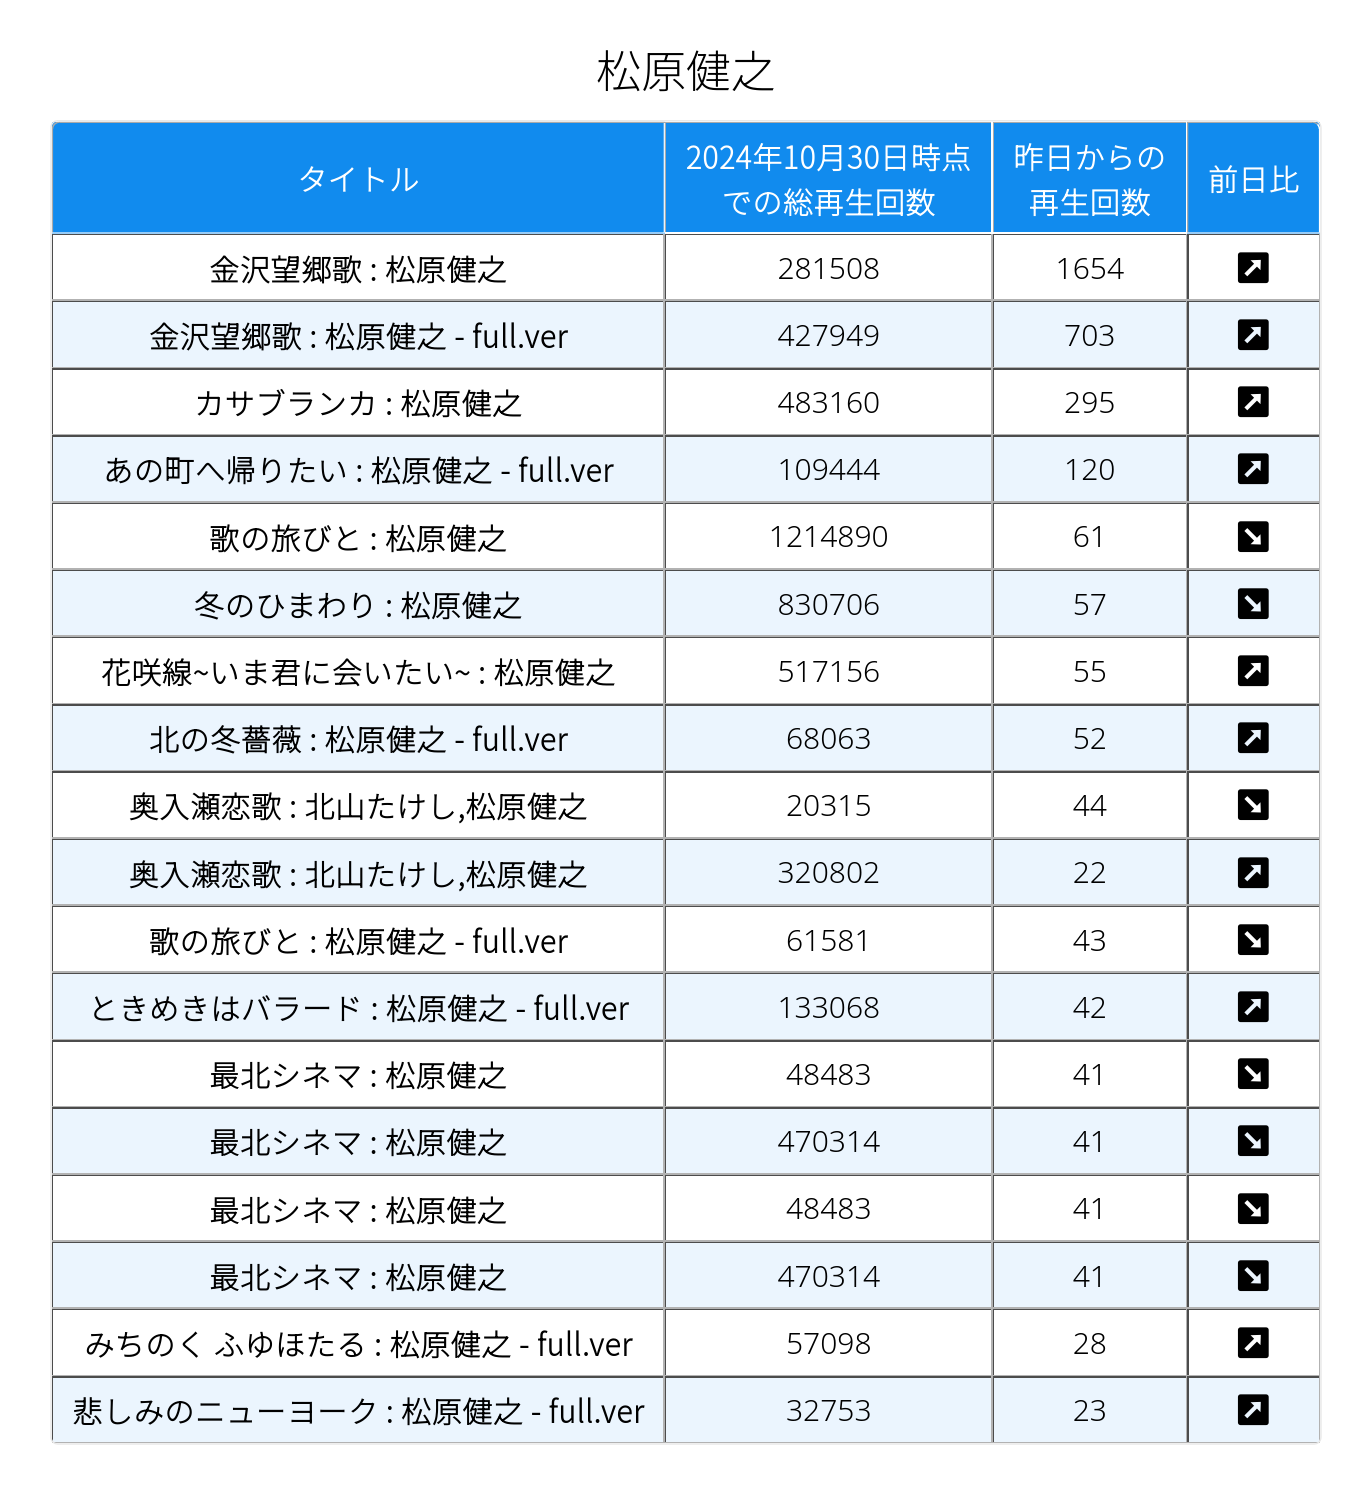 松原健之
タイトル 2024年10月30日時点での総再生回数 昨日からの再生回数 前日比
金沢望郷歌 : 松原健之 281508 1654 ↗
金沢望郷歌 : 松原健之 - full.ver 427949 703 ↗
カサブランカ : 松原健之 483160 295 ↗
あの町へ帰りたい : 松原健之 - full.ver 109444 120 ↗
歌の旅びと : 松原健之 1214890 61 ↘
冬のひまわり : 松原健之 830706 57 ↘
花咲線~いま君に会いたい~ : 松原健之 517156 55 ↗
北の冬薔薇 : 松原健之 - full.ver 68063 52 ↗
奥入瀬恋歌 : 北山たけし,松原健之 20315 44 ↘
奥入瀬恋歌 : 北山たけし,松原健之 320802 22 ↗
歌の旅びと : 松原健之 - full.ver 61581 43 ↘
ときめきはバラード : 松原健之 - full.ver 133068 42 ↗
最北シネマ : 松原健之 48483 41 ↘
最北シネマ : 松原健之 470314 41 ↘
最北シネマ : 松原健之 48483 41 ↘
最北シネマ : 松原健之 470314 41 ↘
みちのく ふゆほたる : 松原健之 - full.ver 57098 28 ↗
悲しみのニューヨーク : 松原健之 - full.ver 32753 23 ↗